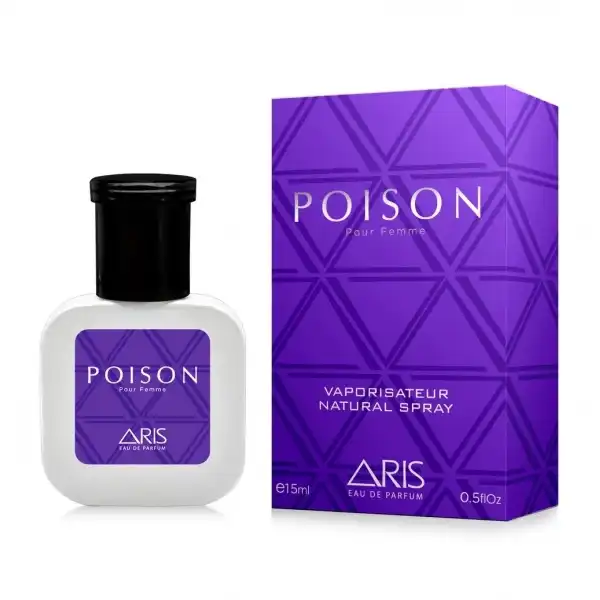 POISON
Pour Femme
ARIS
EAU DE PARFUM
POISON
Pour Femme
VAPORISATEUR
NATURAL SPRAY
ARIS
EAU DE PARFUM
℮15ml
0.5flOz